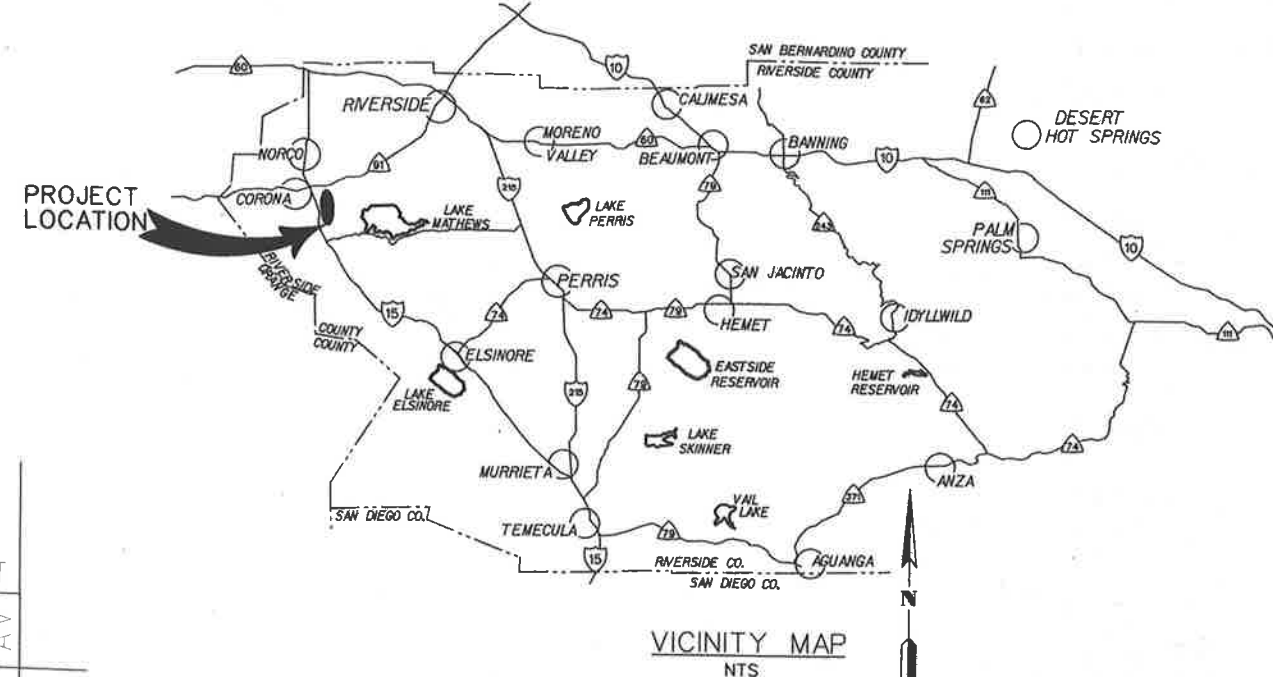 SAN BERNARDINO COUNTY
RIVERSIDE COUNTY
60
10
RIVERSIDE
CALIMESA
62
DESERT
HOT SPRINGS
MORENO
VALLEY
60
BEAUMONT
BANNING
10
NORCO
91
CORONA
PROJECT
LOCATION
215
79
111
LAKE
MATHEWS
LAKE
PERRIS
243
PALM
SPRINGS
10
RIVERSIDE
ORANGE
PERRIS
SAN JACINTO
15
74
74
79
HEMET
74
IDYLLWILD
111
COUNTY
COUNTY
ELSINORE
EASTSIDE
RESERVOIR
HEMET
RESERVOIR
LAKE
ELSINORE
215
79
74
74
LAKE
SKINNER
MURRIETA
ANZA
371
SAN DIEGO CO.
VAIL
LAKE
TEMECULA
79
15
RIVERSIDE CO.
SAN DIEGO CO.
AGUANGA
N
VICINITY MAP
NTS